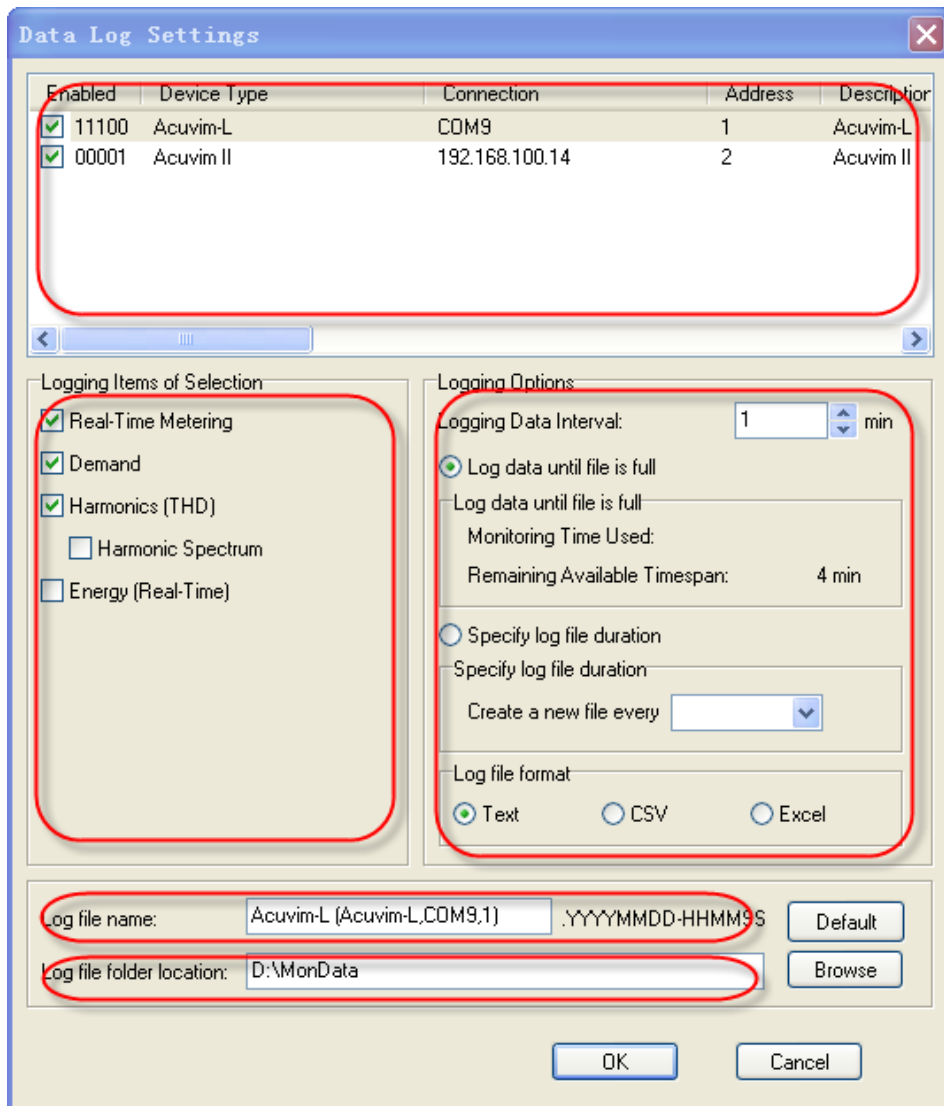 Data Log Settings
Enabled Device Type Connection Address Description
11100 Acuvim-L COM9 1 Acuvim-L
00001 Acuvim II 192.168.100.14 2 Acuvim II
Logging Items of Selection
Real-Time Metering
Demand
Harmonics (THD)
Harmonic Spectrum
Energy (Real-Time)
Logging Options
Logging Data Interval: 1 min
Log data until file is full
Log data until file is full
Monitoring Time Used:
Remaining Available Timespan: 4 min
Specify log file duration
Specify log file duration
Create a new file every
Log file format
Text CSV Excel
Log file name: Acuvim-L (Acuvim-L,COM9,1) .YYYYMMDD-HHMMSS Default
Log file folder location: D:\MonData Browse
OK Cancel